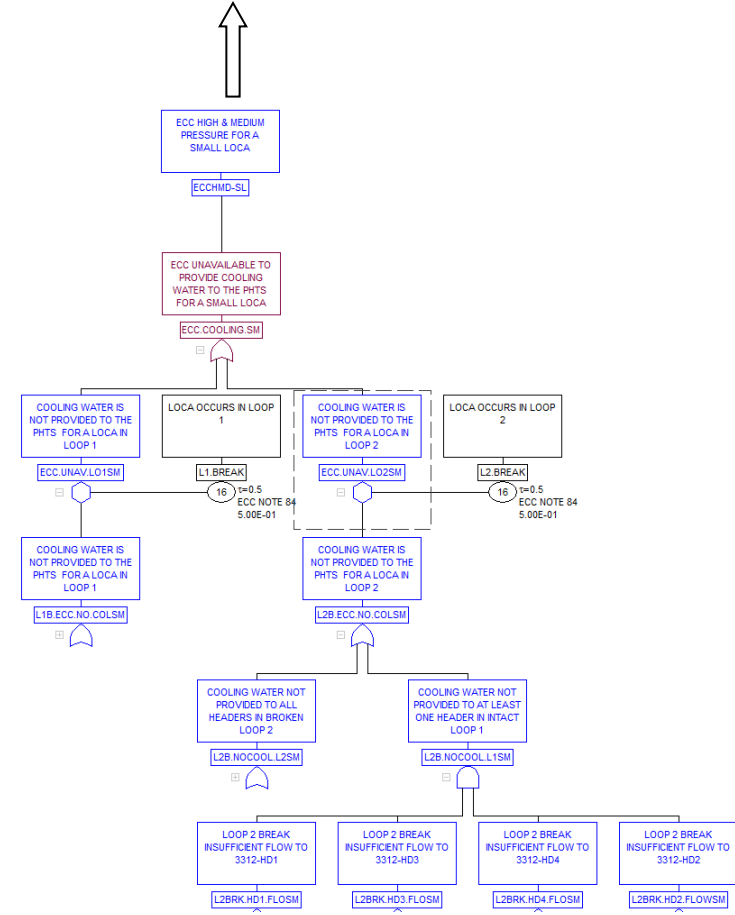 ECC HIGH & MEDIUM
PRESSURE FOR A
SMALL LOCA
ECCHMD-SL
ECC UNAVAILABLE TO
PROVIDE COOLING
WATER TO THE PHTS
FOR A SMALL LOCA
ECC.COOLING.SM
COOLING WATER IS
NOT PROVIDED TO THE
PHTS FOR A LOCA IN
LOOP 1
ECC.UNAV.LO1SM
LOCA OCCURS IN LOOP
1
L1.BREAK
16
τ=0.5
ECC NOTE 84
5.00E-01
COOLING WATER IS
NOT PROVIDED TO THE
PHTS FOR A LOCA IN
LOOP 2
ECC.UNAV.LO2SM
LOCA OCCURS IN LOOP
2
L2.BREAK
16
τ=0.5
ECC NOTE 84
5.00E-01
COOLING WATER IS
NOT PROVIDED TO THE
PHTS FOR A LOCA IN
LOOP 1
L1B.ECC.NO.COLSM
COOLING WATER IS
NOT PROVIDED TO THE
PHTS FOR A LOCA IN
LOOP 2
L2B.ECC.NO.COLSM
COOLING WATER NOT
PROVIDED TO ALL
HEADERS IN BROKEN
LOOP 2
L2B.NOCOOL.L2SM
COOLING WATER NOT
PROVIDED TO AT LEAST
ONE HEADER IN INTACT
LOOP 1
L2B.NOCOOL.L1SM
LOOP 2 BREAK
INSUFFICIENT FLOW TO
3312-HD1
L2BRK.HD1.FLOSM
LOOP 2 BREAK
INSUFFICIENT FLOW TO
3312-HD3
L2BRK.HD3.FLOSM
LOOP 2 BREAK
INSUFFICIENT FLOW TO
3312-HD4
L2BRK.HD4.FLOSM
LOOP 2 BREAK
INSUFFICIENT FLOW TO
3312-HD2
L2BRK.HD2.FLOWSM